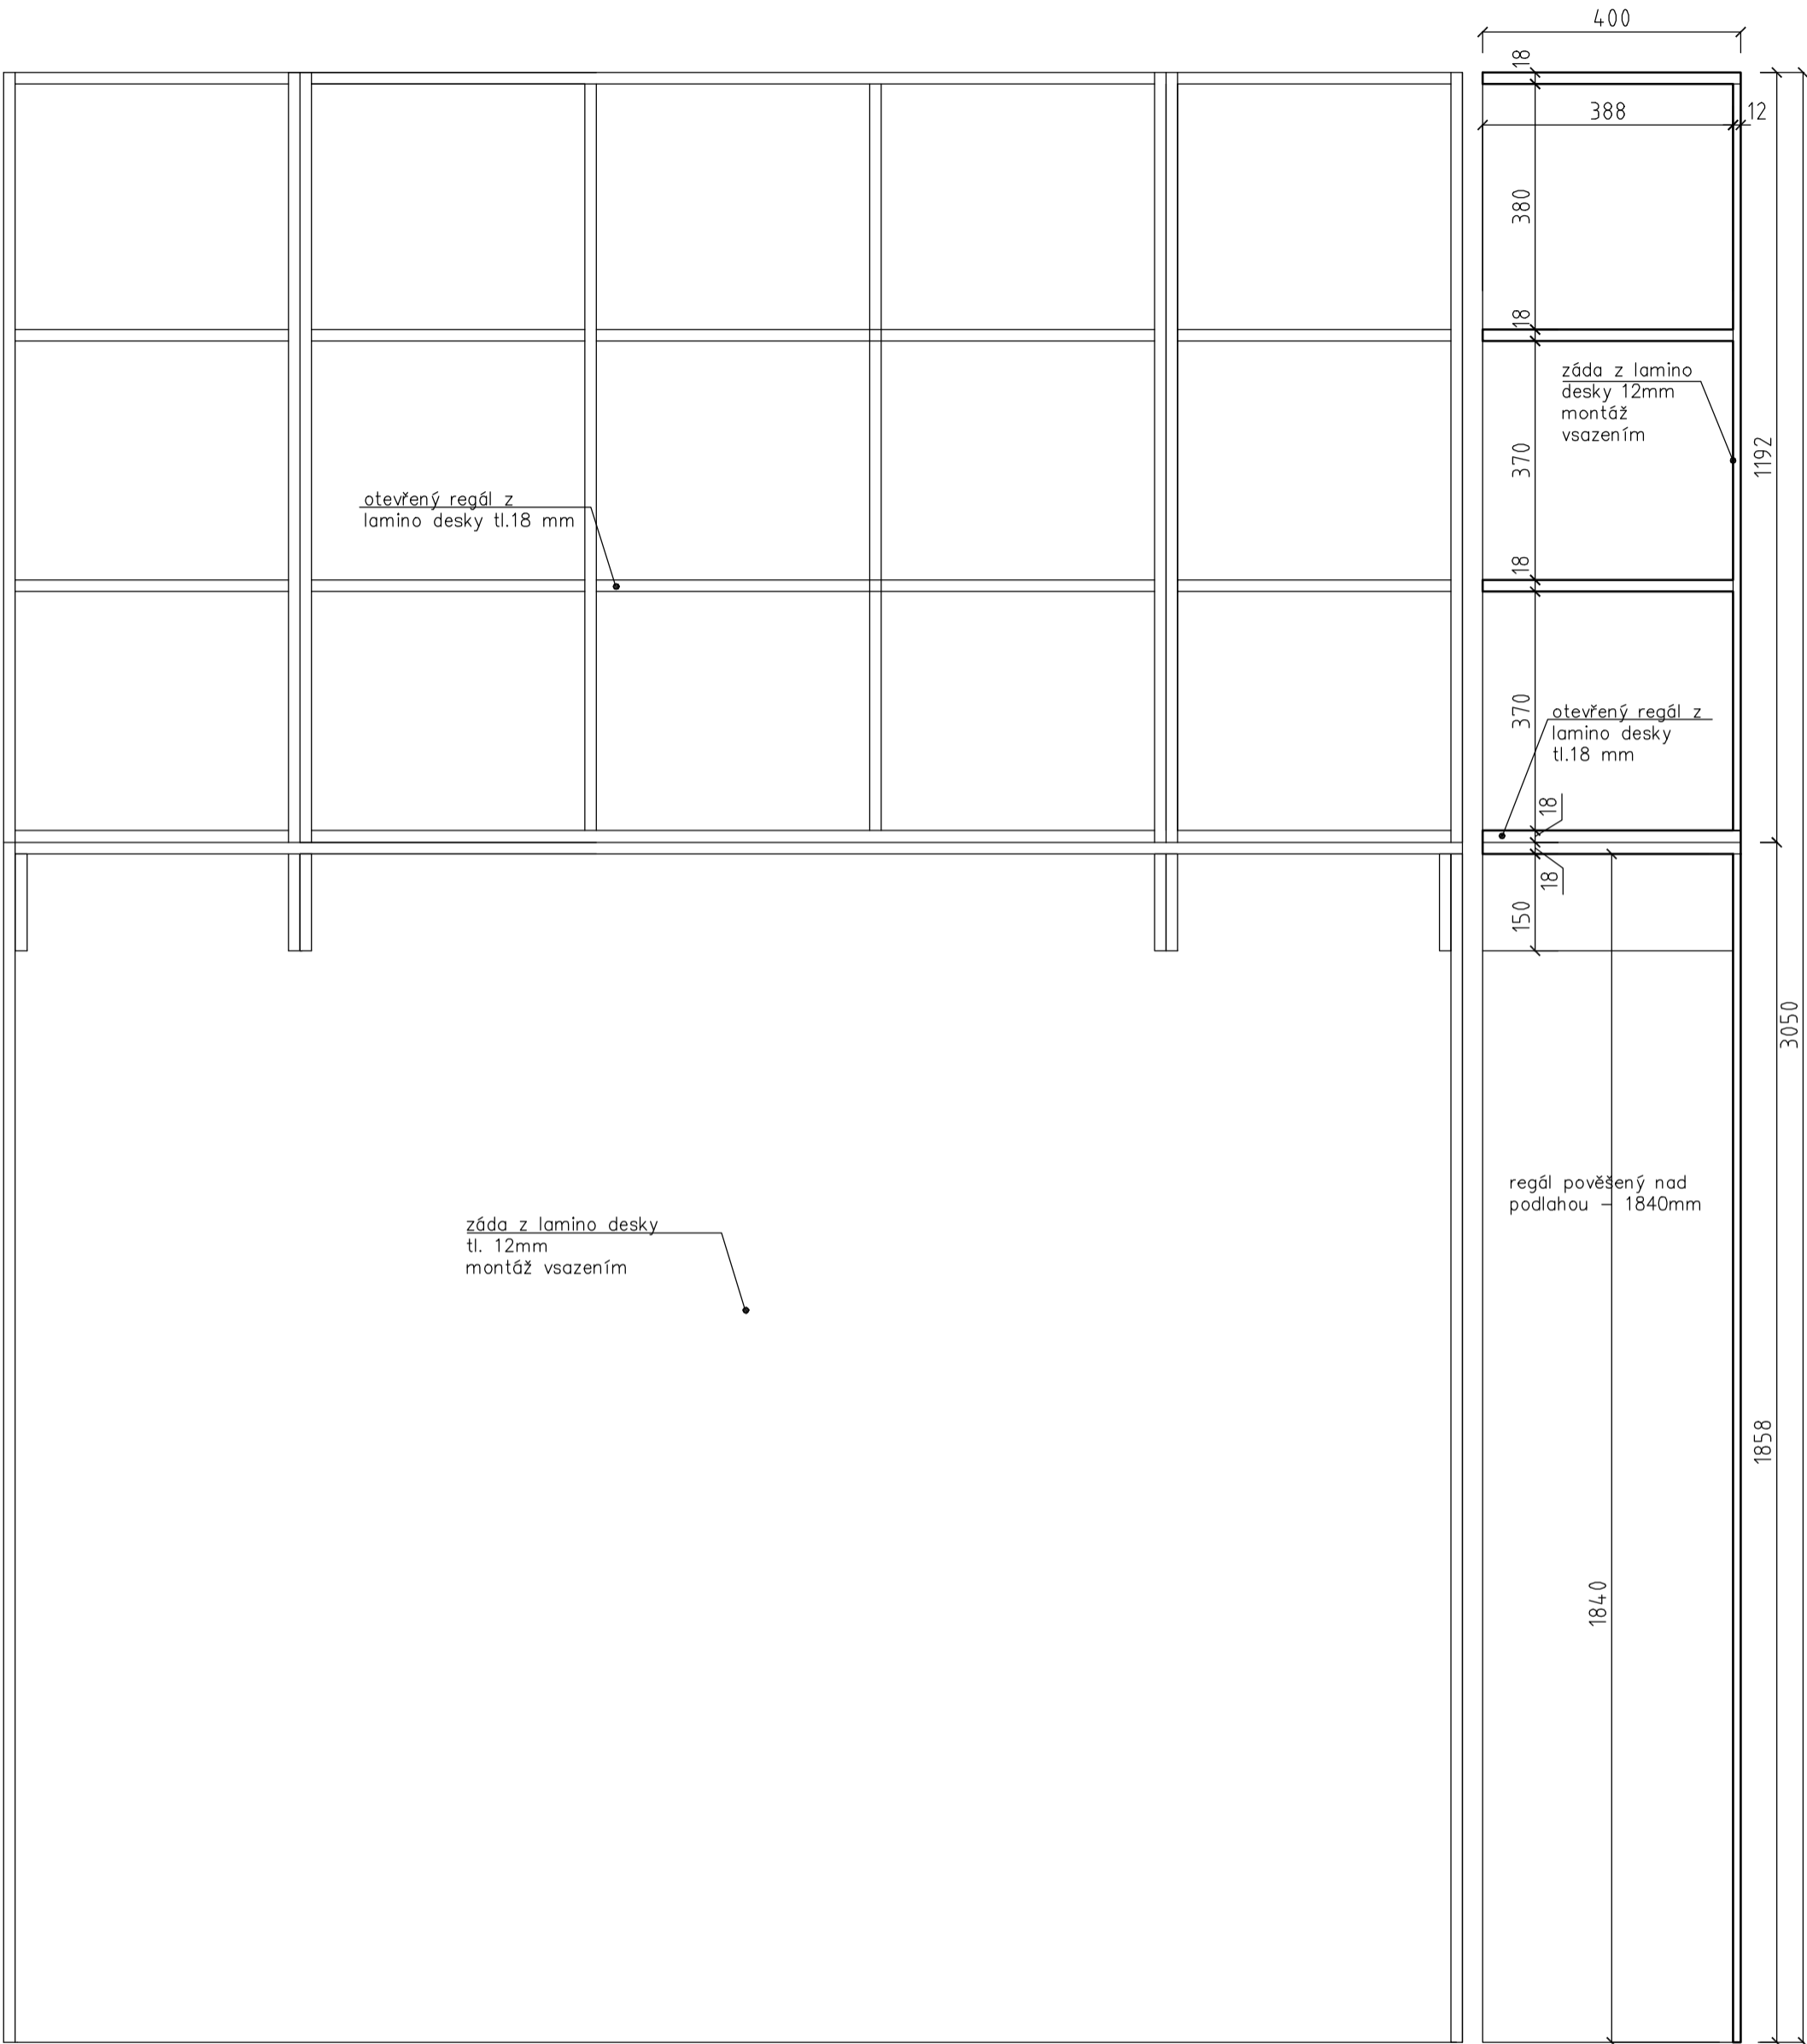 400
18
388
12
380
18
záda z lamino
desky 12mm
montáž
vsazením
370
1192
otevřený regál z
lamino desky tl.18 mm
18
370
otevřený regál z
lamino desky
tl.18 mm
18
18
150
3050
regál pověšený nad
podlahou – 1840mm
záda z lamino desky
tl. 12mm
montáž vsazením
1858
1840